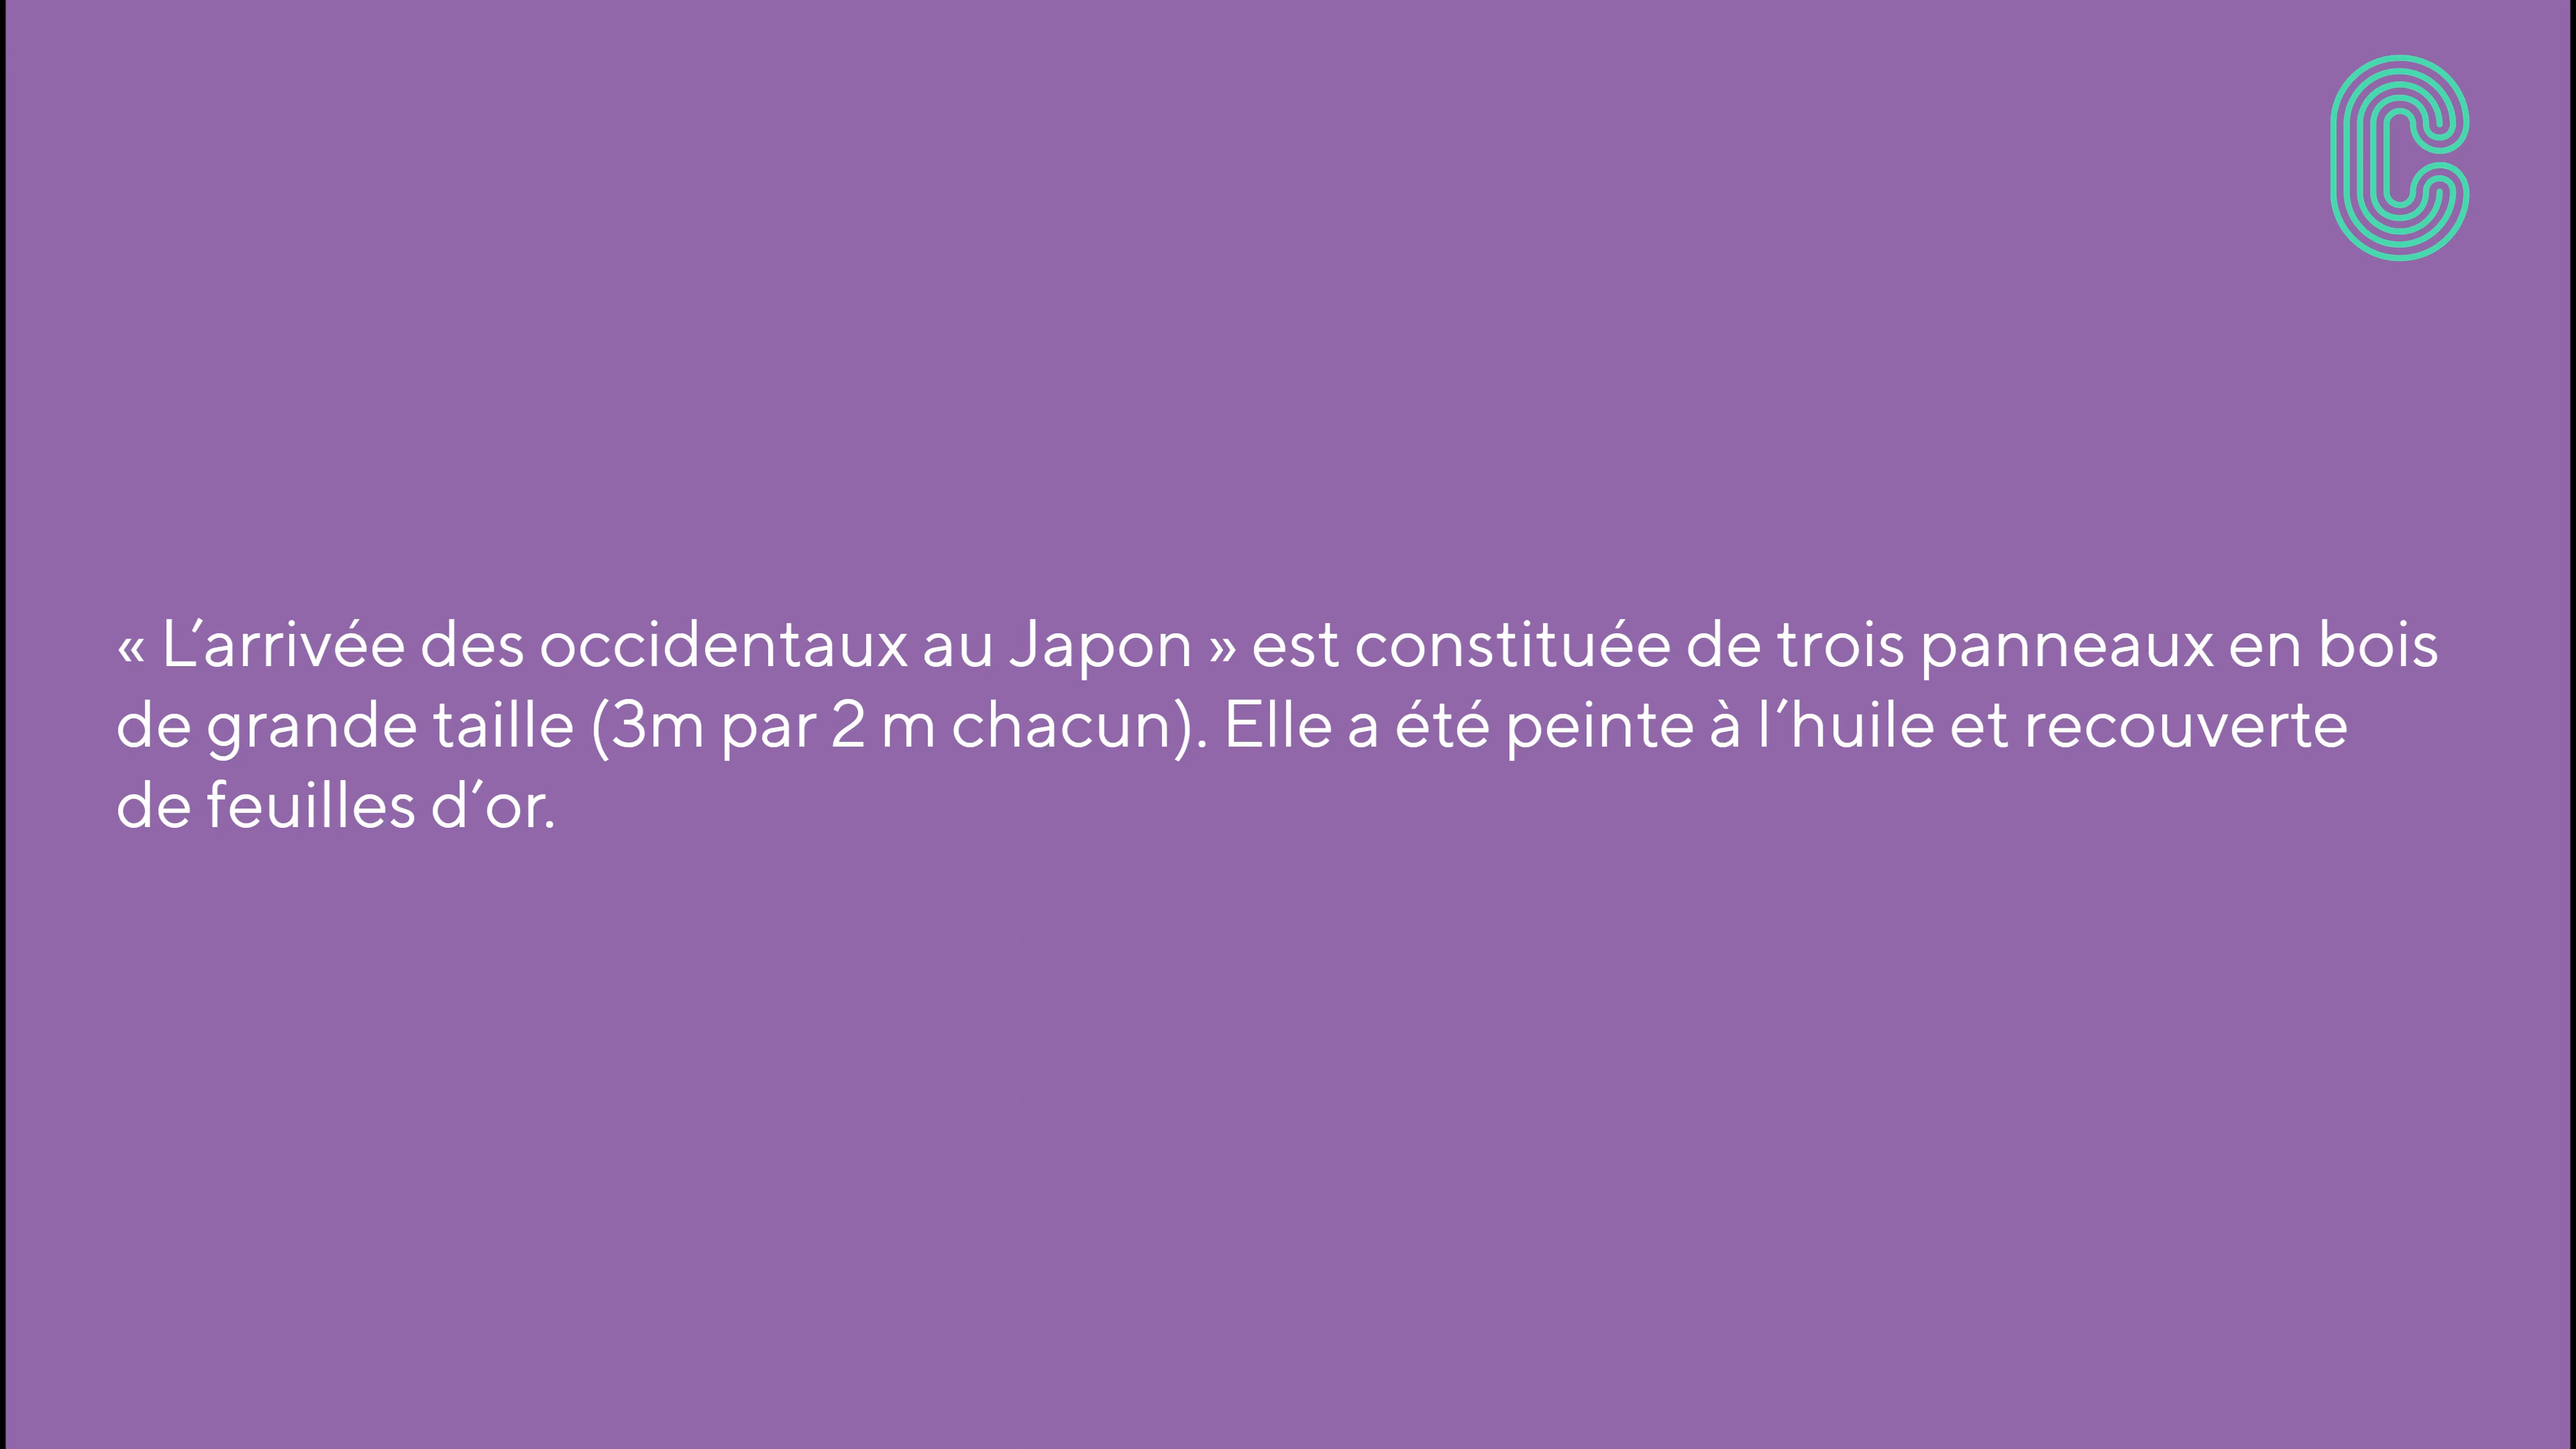 C
« L’arrivée des occidentaux au Japon » est constituée de trois panneaux en bois
de grande taille (3m par 2 m chacun). Elle a été peinte à l’huile et recouverte
de feuilles d’or.